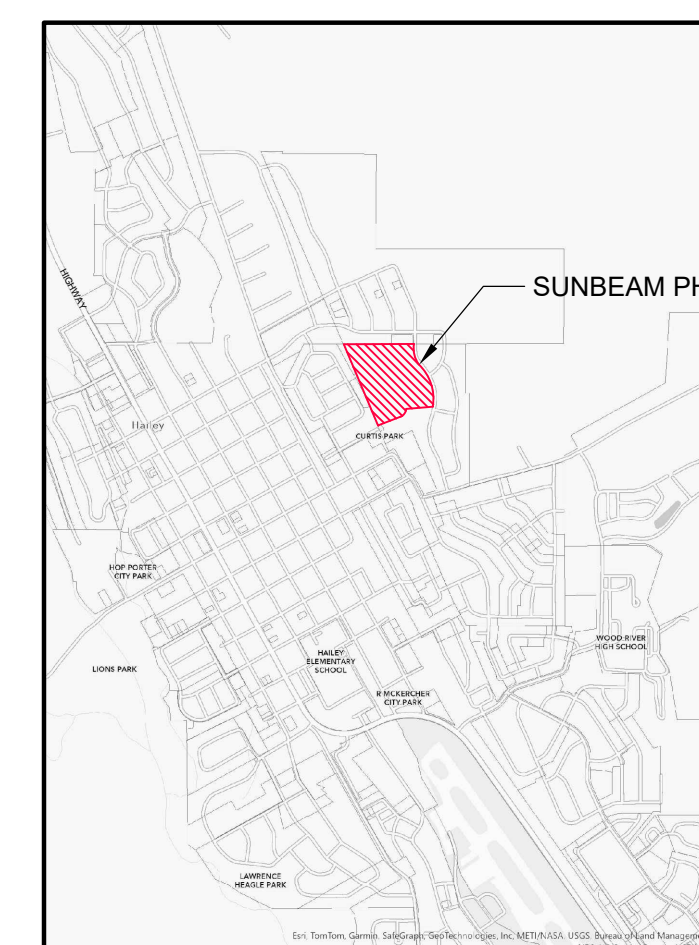 SUNBEAM PH
HIGHWAY
Hailey
CURTIS PARK
HOP PORTER
CITY PARK
WOOD RIVER
HIGH SCHOOL
LIONS PARK
HAILEY
ELEMENTARY
SCHOOL
R MCKERCHER
CITY PARK
LAWRENCE
HEAGLE PARK
Esri, TomTom, Garmin, SafeGraph, GeoTechnologies, Inc, METI/NASA, USGS, Bureau of Land Manageme